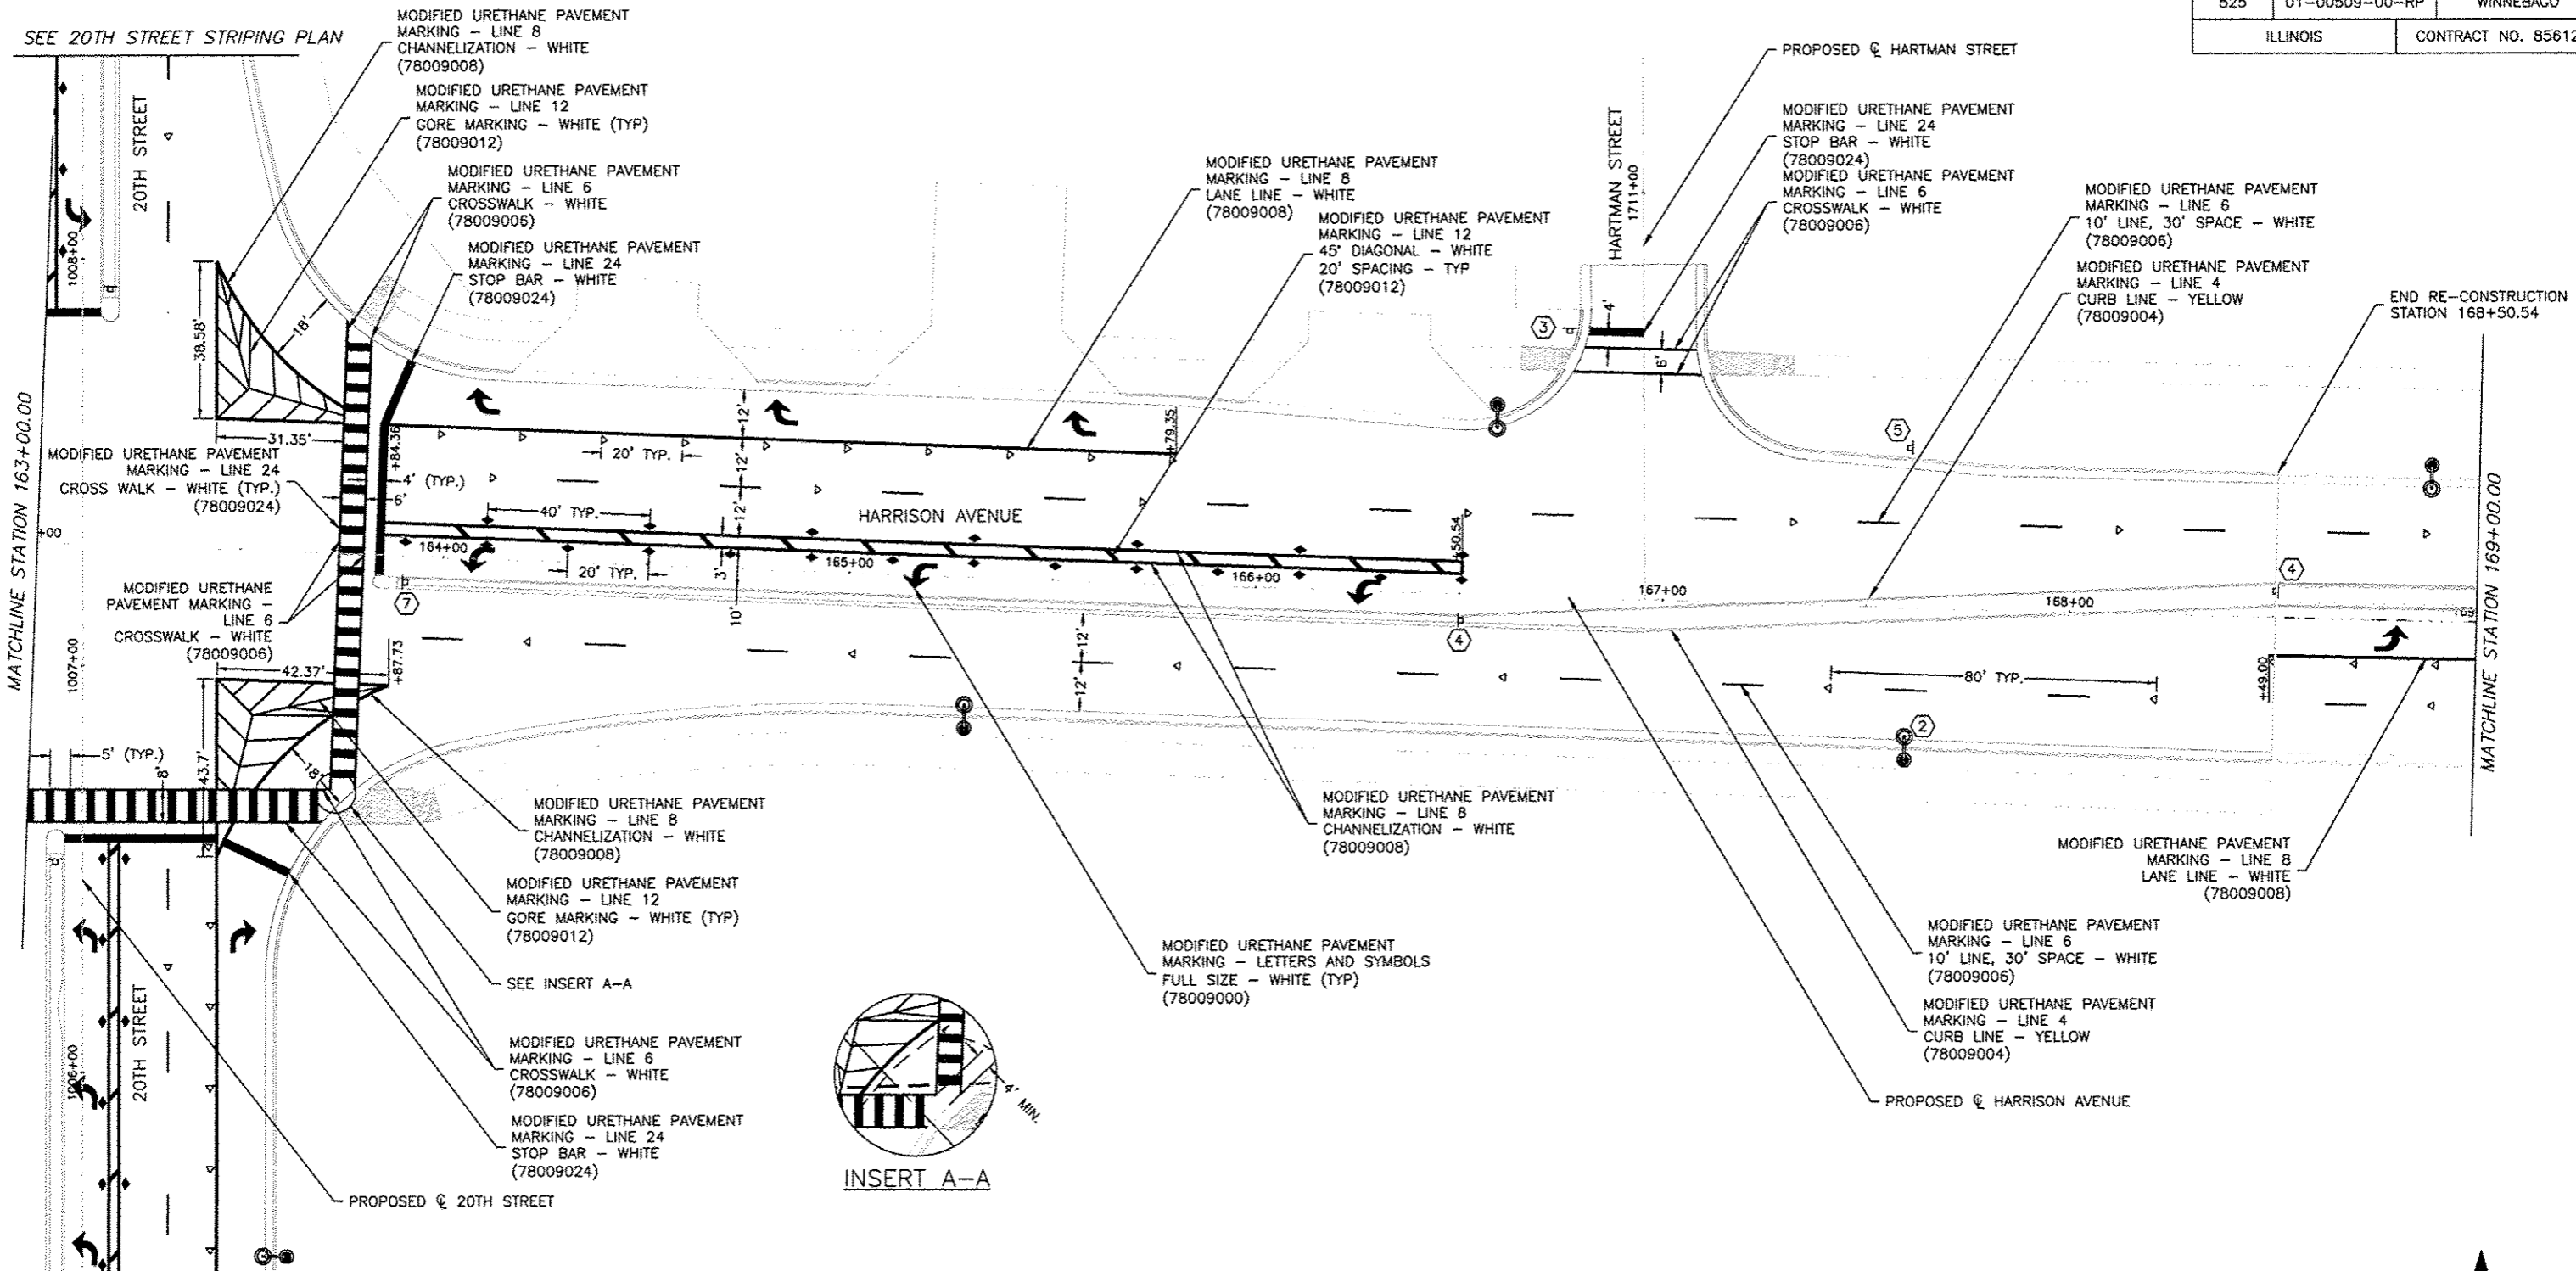 525 01-00509-00-RP WINNEBAGO
ILLINOIS CONTRACT NO. 85612
SEE 20TH STREET STRIPING PLAN
MODIFIED URETHANE PAVEMENT
MARKING - LINE 8
CHANNELIZATION - WHITE
(78009008)
MODIFIED URETHANE PAVEMENT
MARKING - LINE 12
GORE MARKING - WHITE (TYP)
(78009012)
MODIFIED URETHANE PAVEMENT
MARKING - LINE 6
CROSSWALK - WHITE
(78009006)
MODIFIED URETHANE PAVEMENT
MARKING - LINE 24
STOP BAR - WHITE
(78009024)
MODIFIED URETHANE PAVEMENT
MARKING - LINE 8
LANE LINE - WHITE
(78009008)
MODIFIED URETHANE PAVEMENT
MARKING - LINE 12
45° DIAGONAL - WHITE
20' SPACING - TYP
(78009012)
PROPOSED ℄ HARTMAN STREET
MODIFIED URETHANE PAVEMENT
MARKING - LINE 24
STOP BAR - WHITE
(78009024)
MODIFIED URETHANE PAVEMENT
MARKING - LINE 6
CROSSWALK - WHITE
(78009006)
MODIFIED URETHANE PAVEMENT
MARKING - LINE 6
10' LINE, 30' SPACE - WHITE
(78009006)
MODIFIED URETHANE PAVEMENT
MARKING - LINE 4
CURB LINE - YELLOW
(78009004)
END RE-CONSTRUCTION
STATION 168+50.54
20TH STREET
1008+00
HARTMAN STREET
1711+00
38.58'
18'
31.35'
3
4'
6'
5
MATCHLINE STATION 163+00.00
+00
MODIFIED URETHANE PAVEMENT
MARKING - LINE 24
CROSS WALK - WHITE (TYP.)
(78009024)
+84.36
4' (TYP.)
6'
20' TYP.
12'
12'
12'
+79.35
40' TYP.
HARRISON AVENUE
164+00
20' TYP.
3'
10'
165+00
166+00
+50.54
167+00
168+00
169
7
4
4
MATCHLINE STATION 169+00.00
MODIFIED URETHANE
PAVEMENT MARKING -
LINE 6
CROSSWALK - WHITE
(78009006)
1007+00
42.37'
+87.73
12'
12'
80' TYP.
+49.00
2
5' (TYP.)
8'
43.7'
18'
MODIFIED URETHANE PAVEMENT
MARKING - LINE 8
CHANNELIZATION - WHITE
(78009008)
MODIFIED URETHANE PAVEMENT
MARKING - LINE 12
GORE MARKING - WHITE (TYP)
(78009012)
SEE INSERT A-A
MODIFIED URETHANE PAVEMENT
MARKING - LINE 6
CROSSWALK - WHITE
(78009006)
MODIFIED URETHANE PAVEMENT
MARKING - LINE 24
STOP BAR - WHITE
(78009024)
PROPOSED ℄ 20TH STREET
20TH STREET
1006+00
4' MIN.
INSERT A-A
MODIFIED URETHANE PAVEMENT
MARKING - LETTERS AND SYMBOLS
FULL SIZE - WHITE (TYP)
(78009000)
MODIFIED URETHANE PAVEMENT
MARKING - LINE 8
CHANNELIZATION - WHITE
(78009008)
MODIFIED URETHANE PAVEMENT
MARKING - LINE 8
LANE LINE - WHITE
(78009008)
MODIFIED URETHANE PAVEMENT
MARKING - LINE 6
10' LINE, 30' SPACE - WHITE
(78009006)
MODIFIED URETHANE PAVEMENT
MARKING - LINE 4
CURB LINE - YELLOW
(78009004)
PROPOSED ℄ HARRISON AVENUE